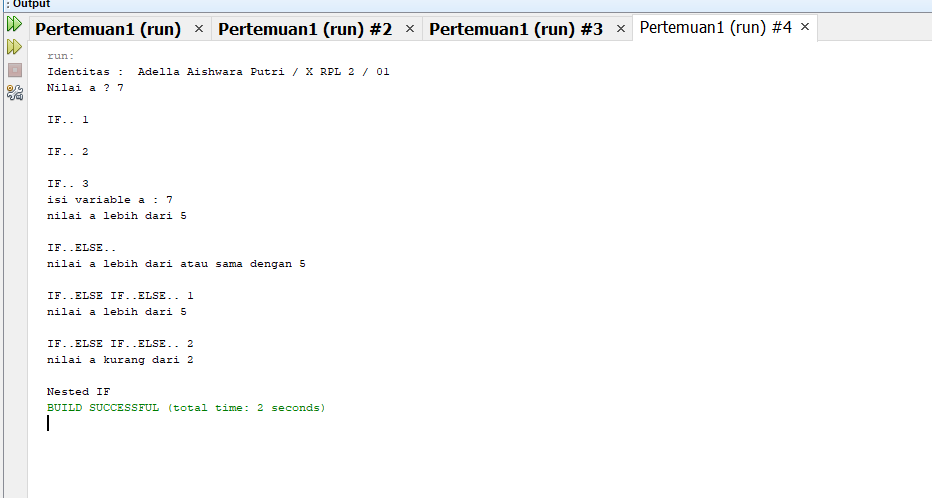 : Output
Pertemuan1 (run) × Pertemuan1 (run) #2 × Pertemuan1 (run) #3 × Pertemuan1 (run) #4 ×
run:
Identitas :  Adella Aishwara Putri / X RPL 2 / 01
Nilai a ? 7
IF.. 1
IF.. 2
IF.. 3
isi variable a : 7
nilai a lebih dari 5
IF..ELSE..
nilai a lebih dari atau sama dengan 5
IF..ELSE IF..ELSE.. 1
nilai a lebih dari 5
IF..ELSE IF..ELSE.. 2
nilai a kurang dari 2
Nested IF
BUILD SUCCESSFUL (total time: 2 seconds)